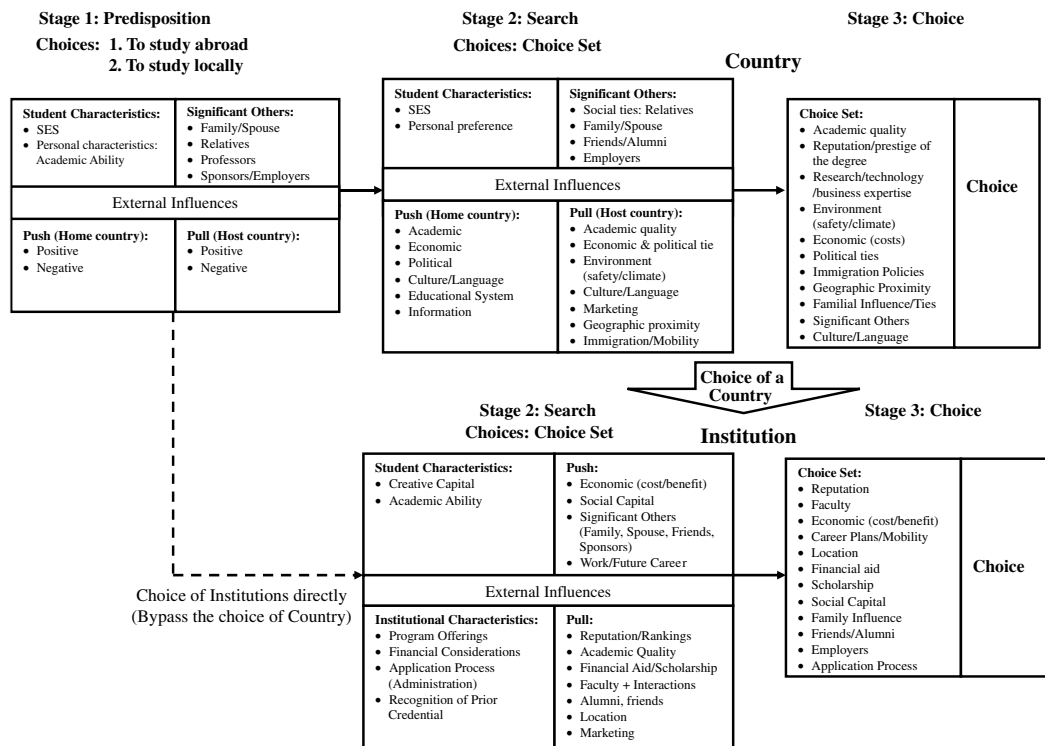 Stage 1: Predisposition
Choices: 1. To study abroad
2. To study locally
Stage 2: Search
Choices: Choice Set
Stage 3: Choice
Country
Student Characteristics:
• SES
• Personal characteristics:
Academic Ability
Significant Others:
• Family/Spouse
• Relatives
• Professors
• Sponsors/Employers
External Influences
Push (Home country):
• Positive
• Negative
Pull (Host country):
• Positive
• Negative
Student Characteristics:
• SES
• Personal preference
Significant Others:
• Social ties: Relatives
• Family/Spouse
• Friends/Alumni
• Employers
External Influences
Push (Home country):
• Academic
• Economic
• Political
• Culture/Language
• Educational System
• Information
Pull (Host country):
• Academic quality
• Economic & political tie
• Environment
(safety/climate)
• Culture/Language
• Marketing
• Geographic proximity
• Immigration/Mobility
Choice Set:
• Academic quality
• Reputation/prestige of
the degree
• Research/technology
/business expertise
• Environment
(safety/climate)
• Economic (costs)
• Political ties
• Immigration Policies
• Geographic Proximity
• Familial Influence/Ties
• Significant Others
• Culture/Language
Choice
Choice of a
Country
Stage 2: Search
Choices: Choice Set
Stage 3: Choice
Institution
Choice of Institutions directly
(Bypass the choice of Country)
Student Characteristics:
• Creative Capital
• Academic Ability
Push:
• Economic (cost/benefit)
• Social Capital
• Significant Others
(Family, Spouse, Friends,
Sponsors)
• Work/Future Career
External Influences
Institutional Characteristics:
• Program Offerings
• Financial Considerations
• Application Process
(Administration)
• Recognition of Prior
Credential
Pull:
• Reputation/Rankings
• Academic Quality
• Financial Aid/Scholarship
• Faculty + Interactions
• Alumni, friends
• Location
• Marketing
Choice Set:
• Reputation
• Faculty
• Economic (cost/benefit)
• Career Plans/Mobility
• Location
• Financial aid
• Scholarship
• Social Capital
• Family Influence
• Friends/Alumni
• Employers
• Application Process
Choice